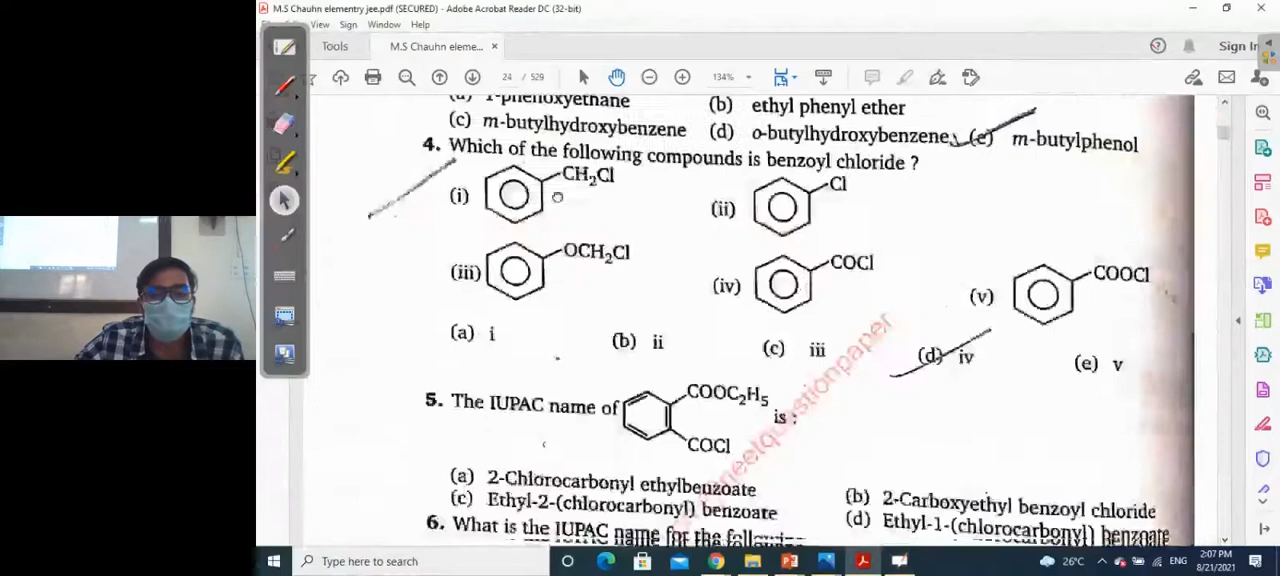 M.S Chauhn elementry jee.pdf (SECURED) - Adobe Acrobat Reader DC (32-bit)
View Sign Window Help
Tools M.S Chauhn eleme... × Sign In
24 / 529 134%
(a) 1-phenoxyethane (b) ethyl phenyl ether
(c) m-butylhydroxybenzene (d) o-butylhydroxybenzene (e) m-butylphenol
4. Which of the following compounds is benzoyl chloride ?
(i) CH2Cl (ii) Cl
(iii) OCH2Cl (iv) COCl (v) COOCl
(a) i (b) ii (c) iii (d) iv (e) v
5. The IUPAC name of COOC2H5 COCl is :
(a) 2-Chlorocarbonyl ethylbenzoate (b) 2-Carboxyethyl benzoyl chloride
(c) Ethyl-2-(chlorocarbonyl) benzoate (d) Ethyl-1-(chlorocarbonyl) benzoate
6. What is the IUPAC name for the following
Type here to search 26°C ENG 2:07 PM
8/21/2021